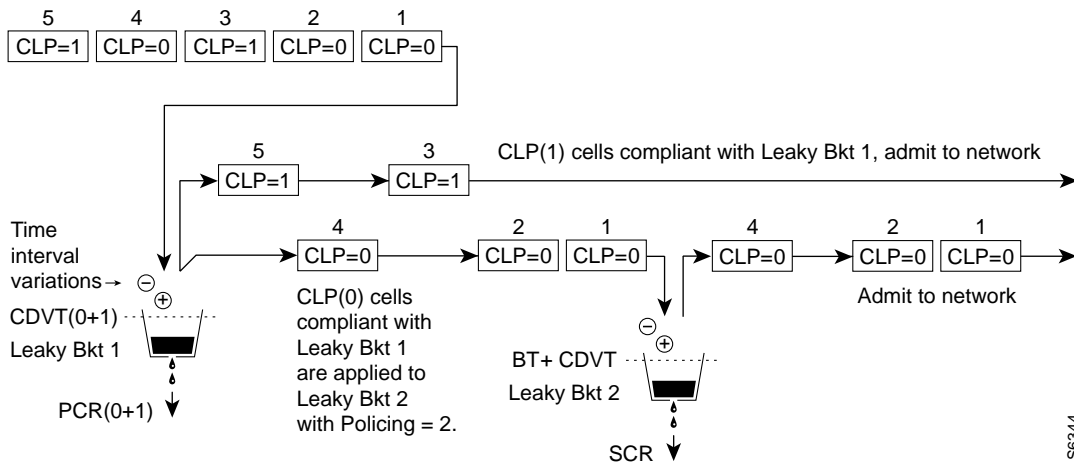 5 4 3 2 1
CLP=1 CLP=0 CLP=1 CLP=0 CLP=0
5 3 CLP(1) cells compliant with Leaky Bkt 1, admit to network
CLP=1 CLP=1
4 2 1 4 2 1
CLP=0 CLP=0 CLP=0 CLP=0 CLP=0 CLP=0
Time
interval
variations
− +
CDVT(0+1)
Leaky Bkt 1
PCR(0+1)
CLP(0) cells
compliant with
Leaky Bkt 1
are applied to
Leaky Bkt 2
with Policing = 2.
− +
BT+ CDVT
Leaky Bkt 2
SCR
Admit to network
S6344